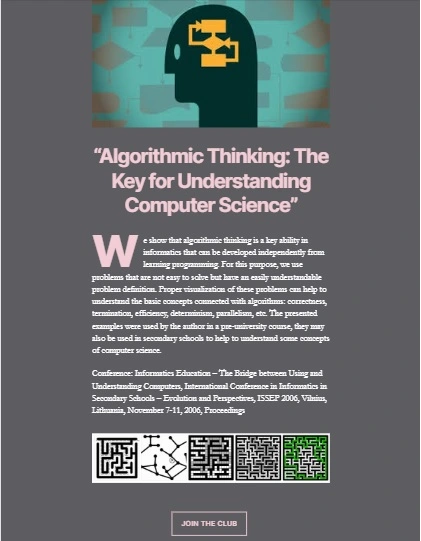 “Algorithmic Thinking: The
Key for Understanding
Computer Science”
We show that algorithmic thinking is a key ability in
informatics that can be developed independently from
learning programming. For this purpose, we use
problems that are not easy to solve but have an easily understandable
problem definition. Proper visualization of these problems can help to
understand the basic concepts connected with algorithms: correctness,
termination, efficiency, determinism, parallelism, etc. The presented
examples were used by the author in a pre-university course, they may
also be used in secondary schools to help to understand some concepts
of computer science.
Conference: Informatics Education – The Bridge between Using and
Understanding Computers, International Conference in Informatics in
Secondary Schools – Evolution and Perspectives, ISSEP 2006, Vilnius,
Lithuania, November 7-11, 2006, Proceedings
JOIN THE CLUB